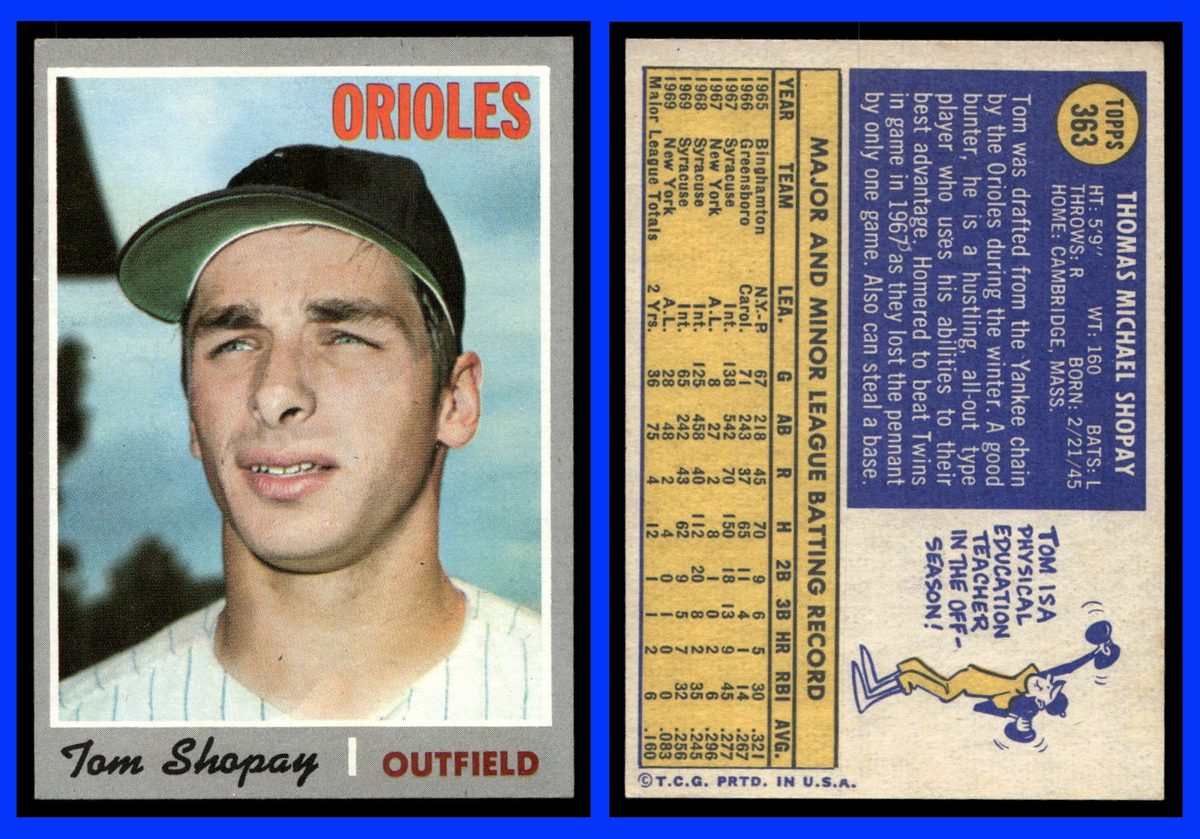 ORIOLES
Tom Shopay | OUTFIELD
TOPPS
363
THOMAS MICHAEL SHOPAY
HT: 5'9' WT: 160 BATS: L
THROWS: R BORN: 2/21/45
HOME: CAMBRIDGE, MASS
Tom was drafted from the Yankee chain
by the Orioles during the winter. A good
bunter, he is a hustling, all-out type
player who uses his abilities to their
best advantage. Homered to beat Twins
in game in 1967 as they lost the pennant
by only one game. Also can steal a base.
TOM IS A
PHYSICAL
EDUCATION
TEACHER
IN THE OFF-
SEASON!
MAJOR AND MINOR LEAGUE BATTING RECORD
YEAR TEAM LEA. G AB R H 2B 3B HR RBI AVG.
1965 Binghamton N.Y.-P 67 218 45 70 9 6 5 30 .321
1966 Greensboro Carol. 71 243 37 65 11 4 1 14 .267
1967 Syracuse Int. 138 542 70 150 18 13 9 45 .277
1967 New York A.L. 8 27 2 8 1 0 2 6 .296
1968 Syracuse Int. 125 458 40 112 20 8 2 35 .245
1969 Syracuse Int. 65 242 43 62 9 5 7 32 .256
1969 New York A.L. 28 48 2 4 0 1 0 0 .083
Major League Totals 2 Yrs. 36 75 4 12 1 1 2 6 .160
© T.C.G. PRTD. IN U.S.A.